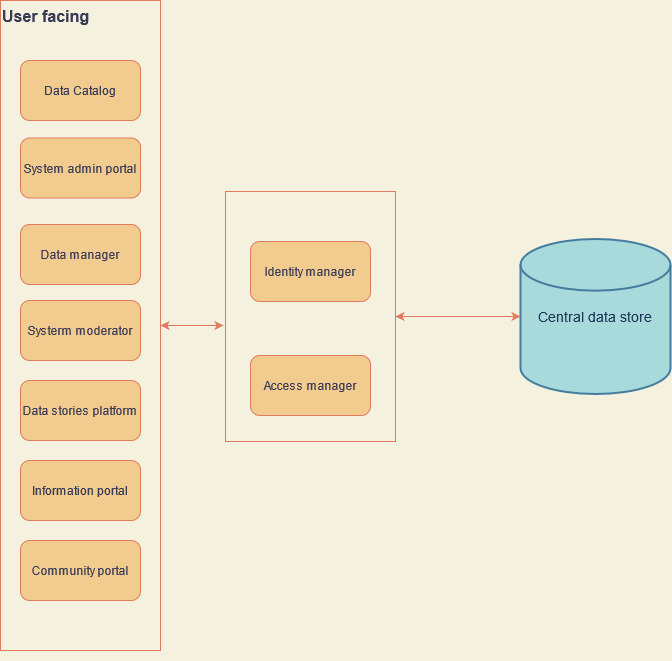 User facing
Data Catalog
System admin portal
Data manager
Systerm moderator
Data stories platform
Information portal
Community portal
Identity manager
Access manager
Central data store